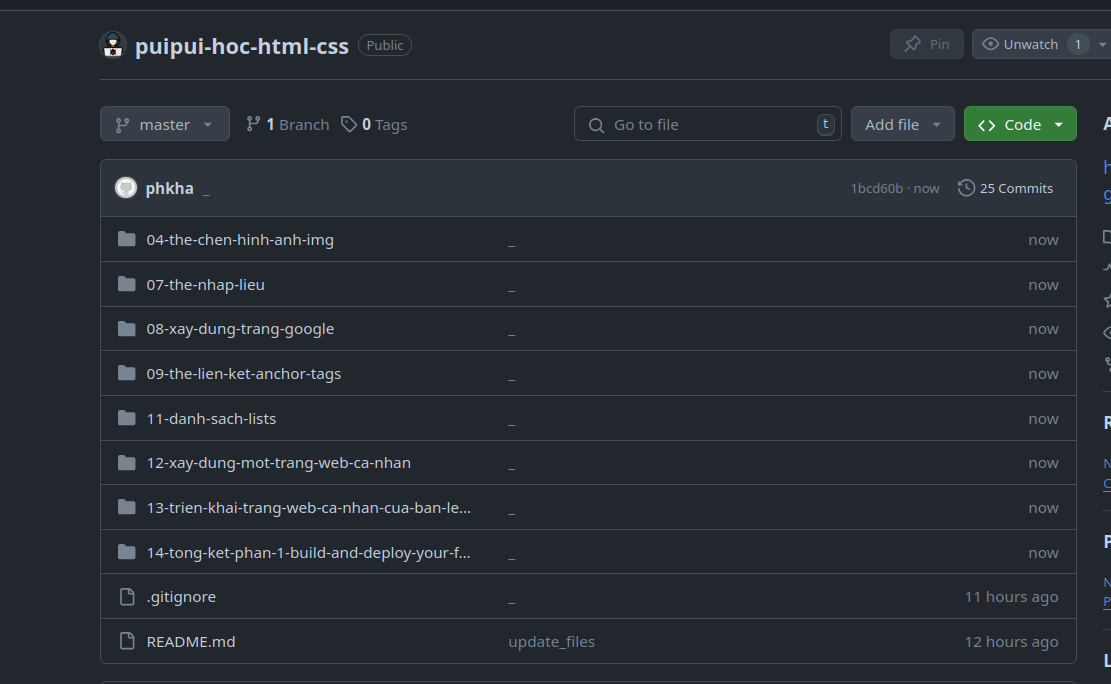 puipui-hoc-html-css Public Pin Unwatch 1
master 1 Branch 0 Tags Go to file t Add file Code
phkha _ 1bcd60b · now 25 Commits
04-the-chen-hinh-anh-img _ now
07-the-nhap-lieu _ now
08-xay-dung-trang-google _ now
09-the-lien-ket-anchor-tags _ now
11-danh-sach-lists _ now
12-xay-dung-mot-trang-web-ca-nhan _ now
13-trien-khai-trang-web-ca-nhan-cua-ban-le... _ now
14-tong-ket-phan-1-build-and-deploy-your-f... _ now
.gitignore _ 11 hours ago
README.md update_files 12 hours ago